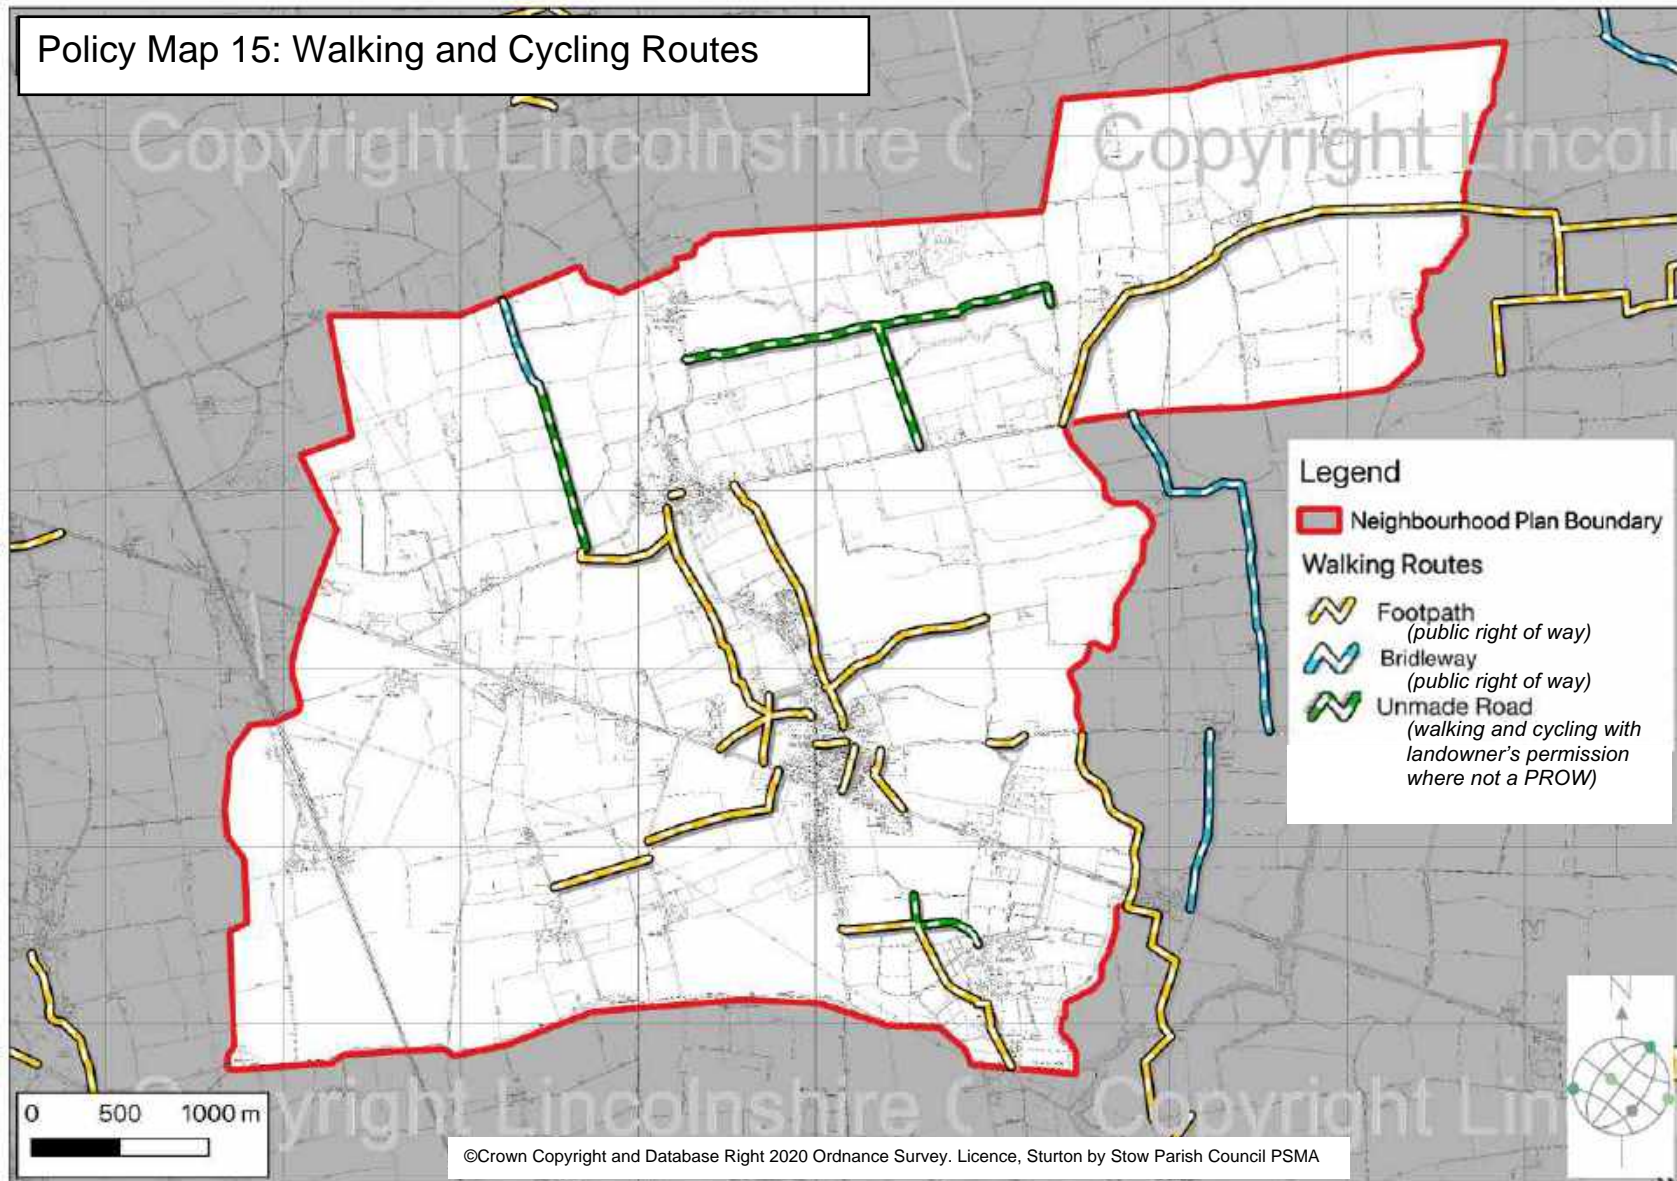 Policy Map 15: Walking and Cycling Routes
Copyright Lincolnshire C
Copyright Lincoln
Legend
Neighbourhood Plan Boundary
Walking Routes
Footpath
(public right of way)
Bridleway
(public right of way)
Unmade Road
(walking and cycling with
landowner's permission
where not a PROW)
N
0 500 1000 m
Copyright Lincolnshire C
Copyright Lin
©Crown Copyright and Database Right 2020 Ordnance Survey. Licence, Sturton by Stow Parish Council PSMA